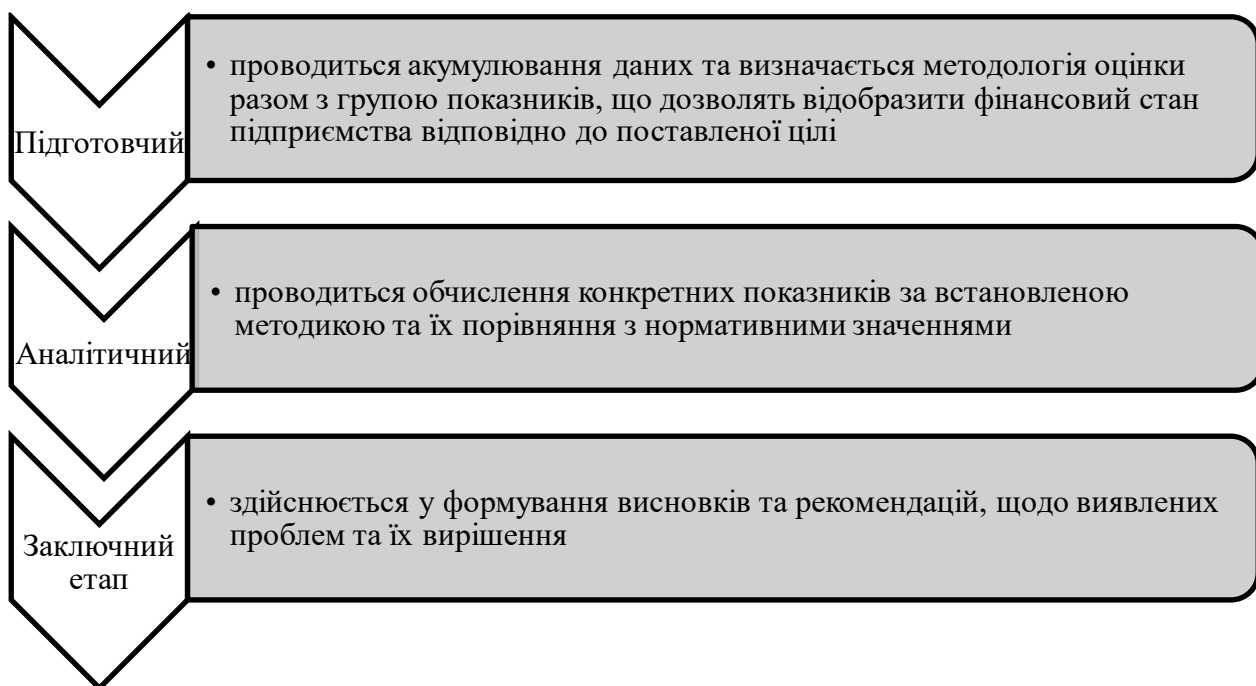 Підготовчий
• проводиться акумулювання даних та визначається методологія оцінки
разом з групою показників, що дозволять відобразити фінансовий стан
підприємства відповідно до поставленої цілі
Аналітичний
• проводиться обчислення конкретних показників за встановленою
методикою та їх порівняння з нормативними значеннями
Заключний
етап
• здійснюється у формування висновків та рекомендацій, щодо виявлених
проблем та їх вирішення